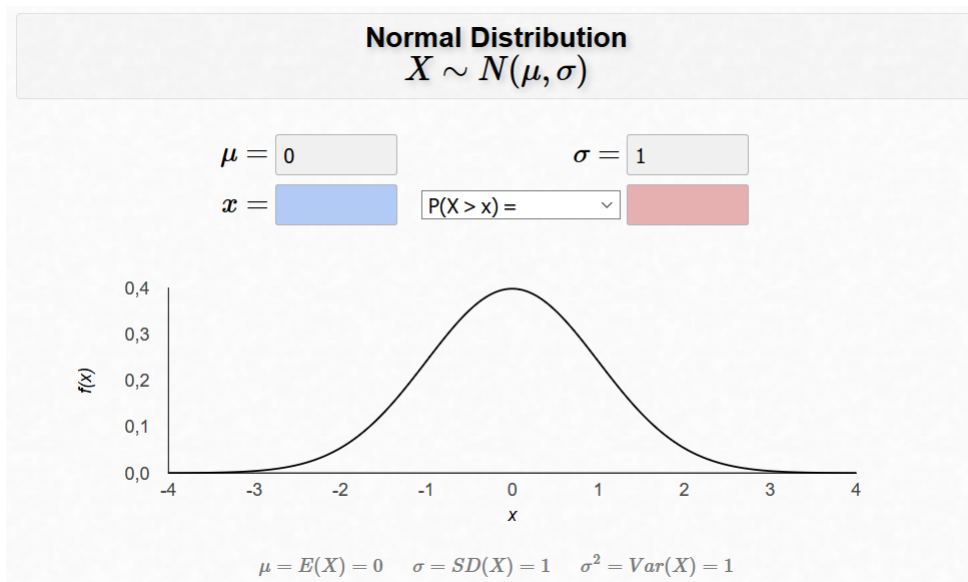 Normal Distribution
X ∼ N(μ, σ)
μ = 0 σ = 1
x = P(X > x) =
0,4
0,3
0,2
0,1
0,0
f(x)
-4 -3 -2 -1 0 1 2 3 4
x
μ = E(X) = 0 σ = SD(X) = 1 σ² = Var(X) = 1